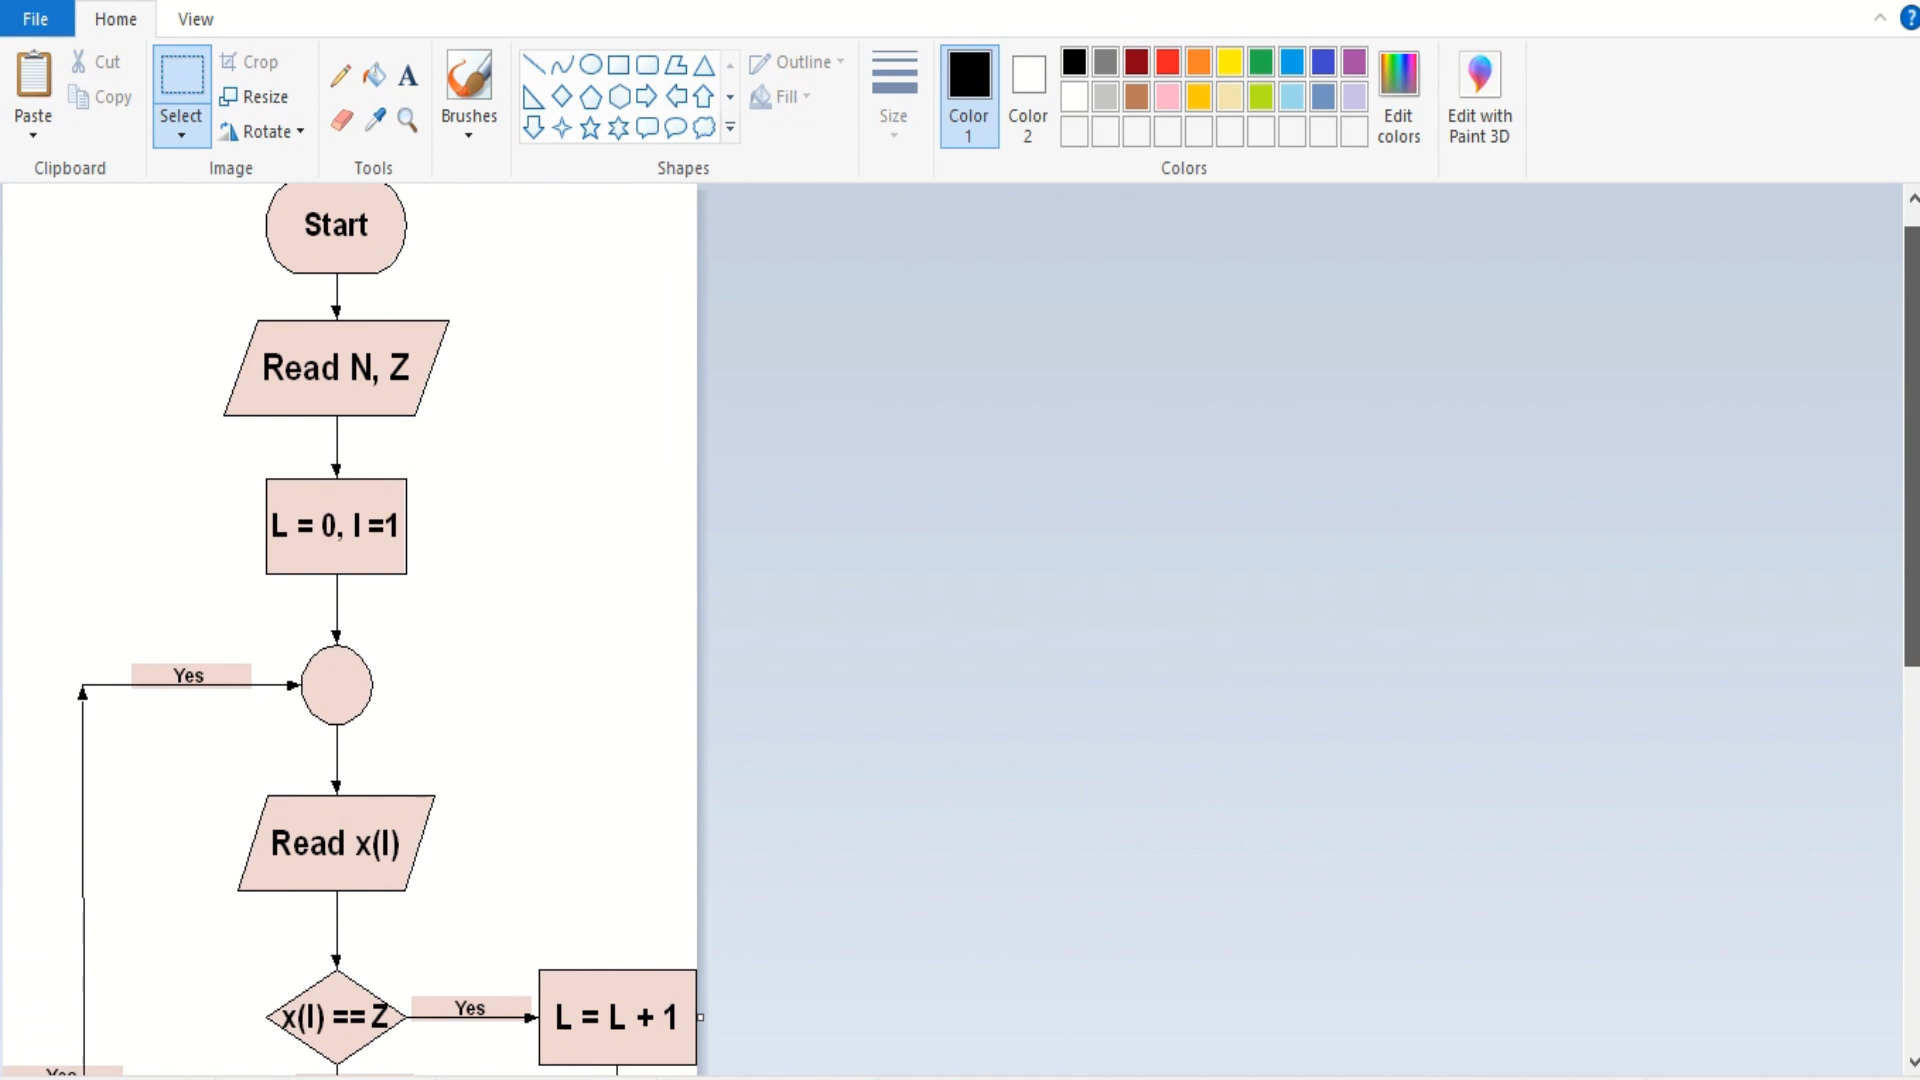 File Home View
Paste
Cut
Copy
Clipboard
Select
Crop
Resize
Rotate
Image
A
Tools
Brushes
Shapes
Outline
Fill
Size
Color 1
Color 2
Colors
Edit colors
Edit with Paint 3D
?
Start
Read N, Z
L = 0, I =1
Yes
Read x(I)
x(I) == Z
Yes
L = L + 1
Yes